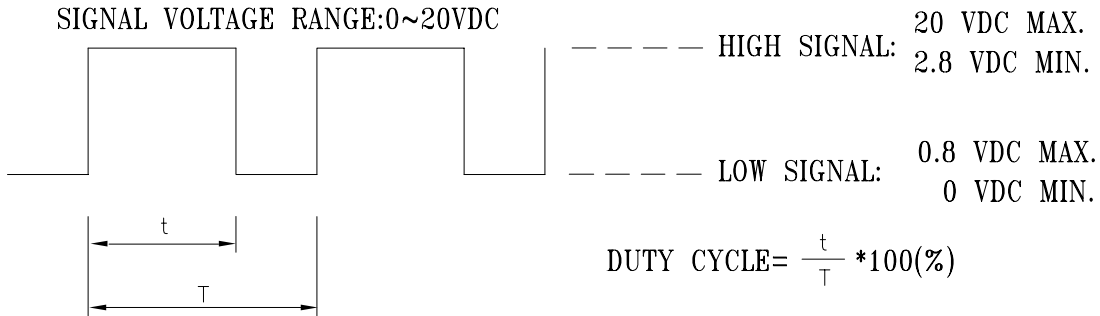 SIGNAL VOLTAGE RANGE:0~20VDC
HIGH SIGNAL:
20 VDC MAX.
2.8 VDC MIN.
LOW SIGNAL:
0.8 VDC MAX.
0 VDC MIN.
t
T
DUTY CYCLE= t/T *100(%)